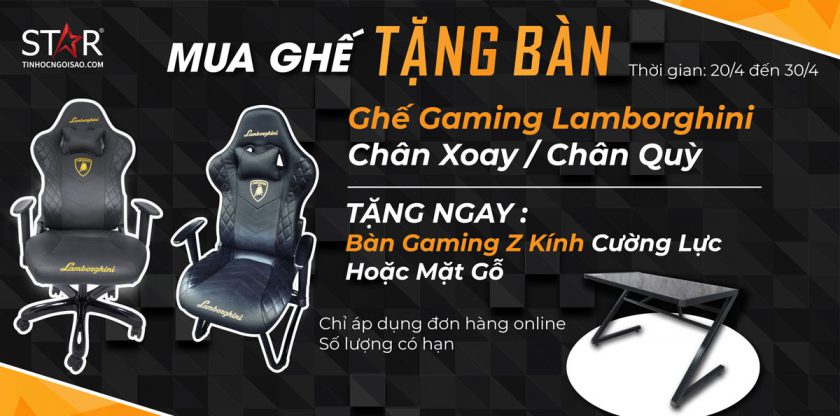 STAR®
TINHOCNGOISAO.COM
MUA GHẾ TẶNG BÀN
Thời gian: 20/4 đến 30/4
Ghế Gaming Lamborghini
Chân Xoay / Chân Quỳ
TẶNG NGAY :
Bàn Gaming Z Kính Cường Lực
Hoặc Mặt Gỗ
Chỉ áp dụng đơn hàng online
Số lượng có hạn
Lamborghini
Lamborghini
Lamborghini
Lamborghini